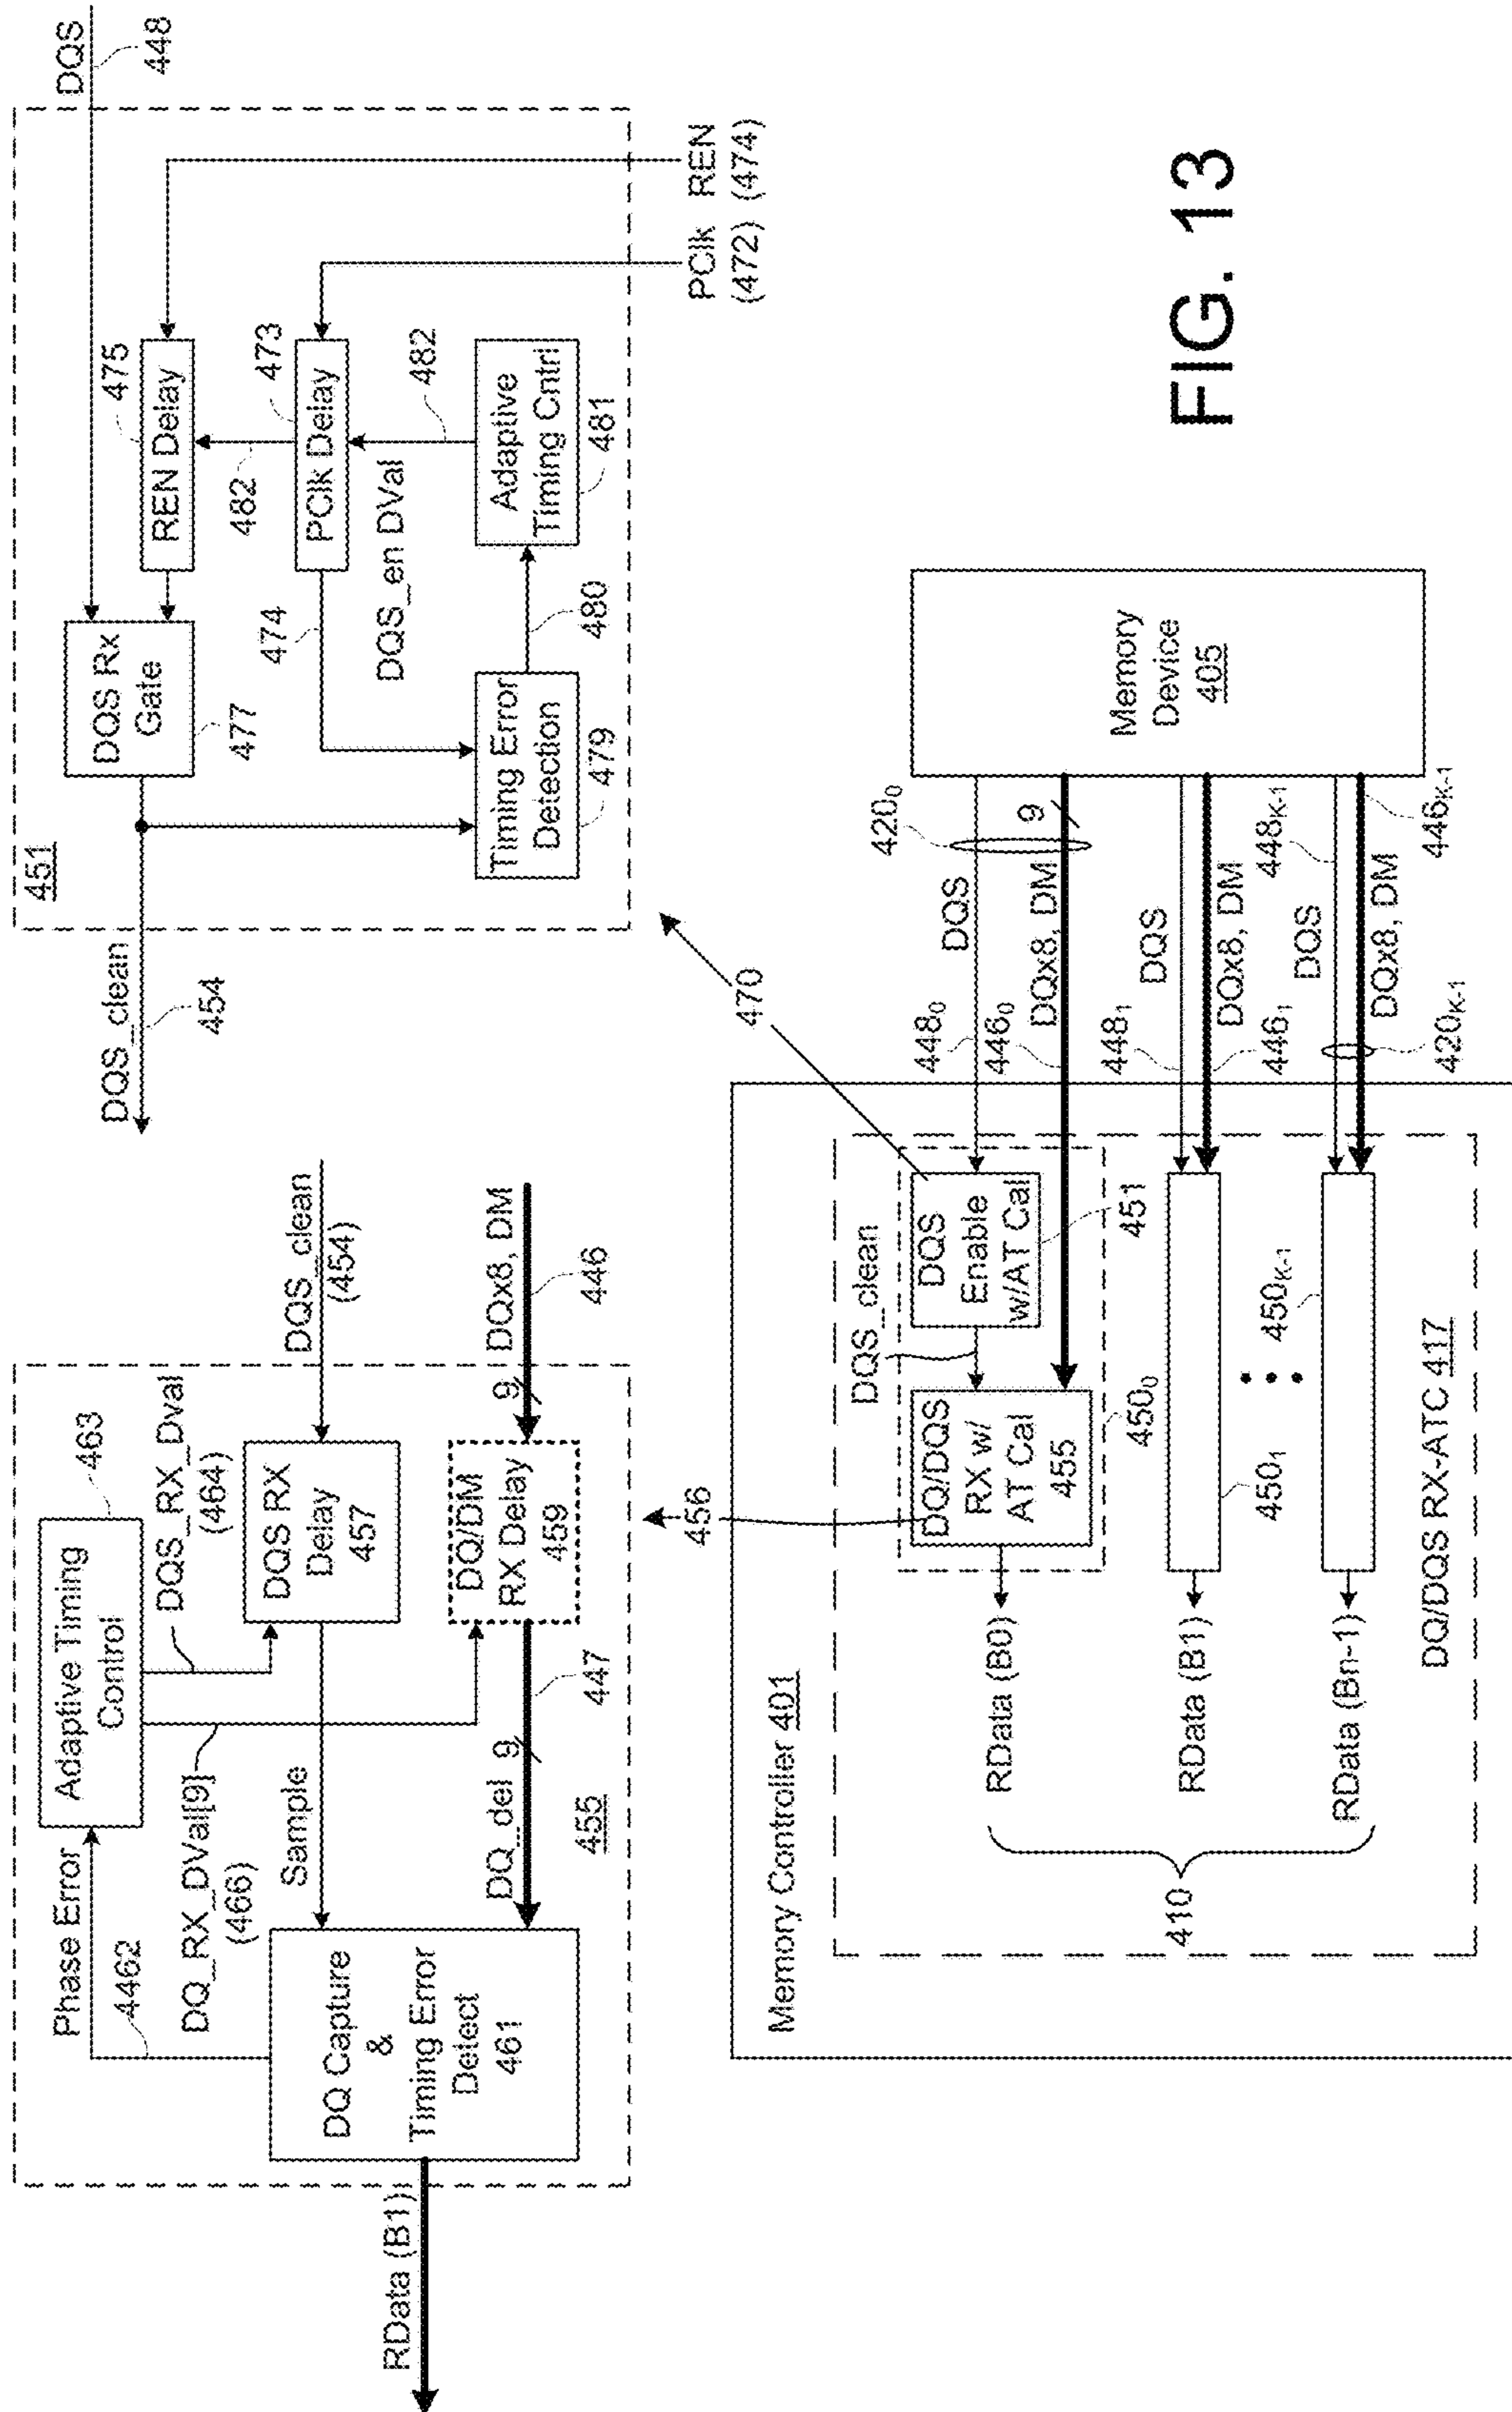 RData (B1)
Phase Error
4462
DQ_RX_DVal[9]
(466)
Adaptive Timing
Control
463
DQS_RX_Dval
(464)
DQ Capture
&
Timing Error
Detect
461
Sample
DQS RX
Delay
457
DQS_clean
(454)
DQ_del
9
447
DQ/DM
RX Delay
459
9
DQx8, DM
446
455
DQS_clean
454
451
DQS Rx
Gate
477
REN Delay
475
DQS
448
482
PClk Delay
473
474
DQS_en DVal
482
Timing Error
Detection
479
480
Adaptive
Timing Cntrl
481
PClk
(472)
REN
(474)
456
470
Memory Controller 401
410
RData (B0)
RData (B1)
RData (Bn-1)
DQ/DQS
RX w/
AT Cal
455
DQS_clean
DQS
Enable
w/AT Cal
451
450₀
450₁
450K-1
DQ/DQS RX-ATC 417
448₀
DQS
420₀
446₀
DQx8, DM
9
448₁
DQS
446₁
DQx8, DM
DQS
448K-1
420K-1
DQx8, DM
446K-1
Memory
Device
405
FIG. 13